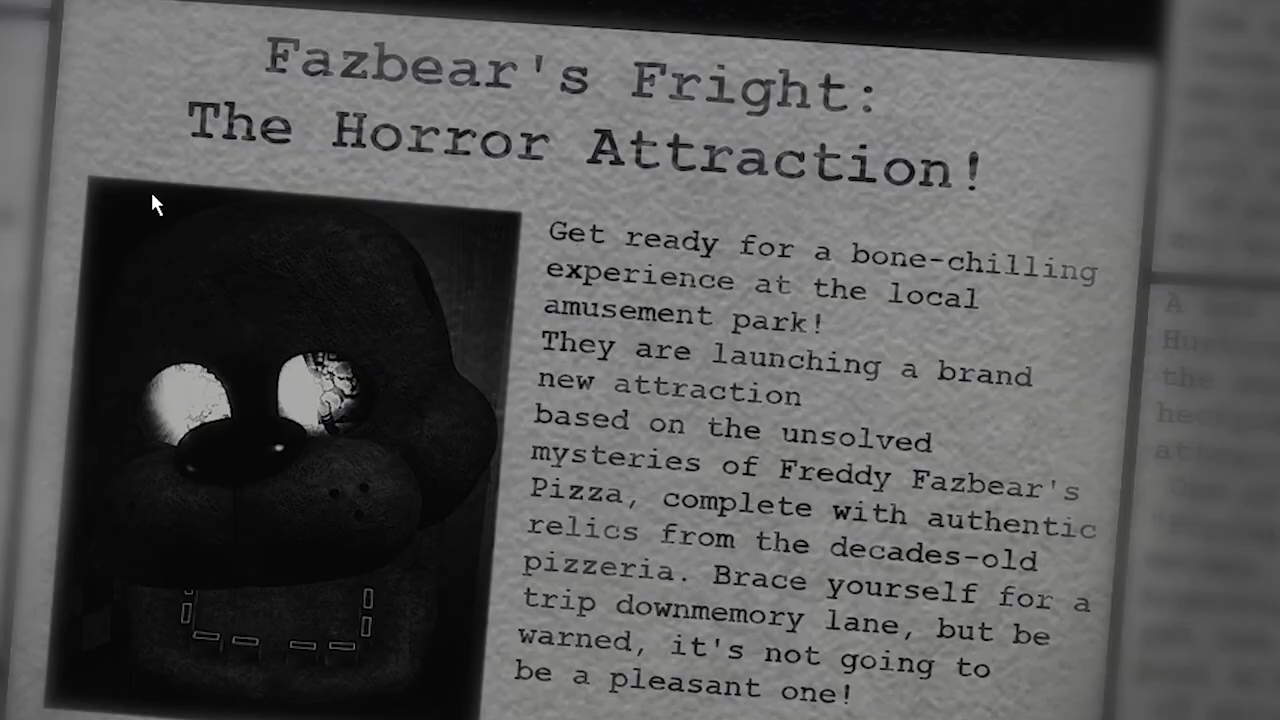 Fazbear's Fright:
The Horror Attraction!
Get ready for a bone-chilling
experience at the local
amusement park!
They are launching a brand
new attraction
based on the unsolved
mysteries of Freddy Fazbear's
Pizza, complete with authentic
relics from the decades-old
pizzeria. Brace yourself for a
trip downmemory lane, but be
warned, it's not going to
be a pleasant one!
A
the